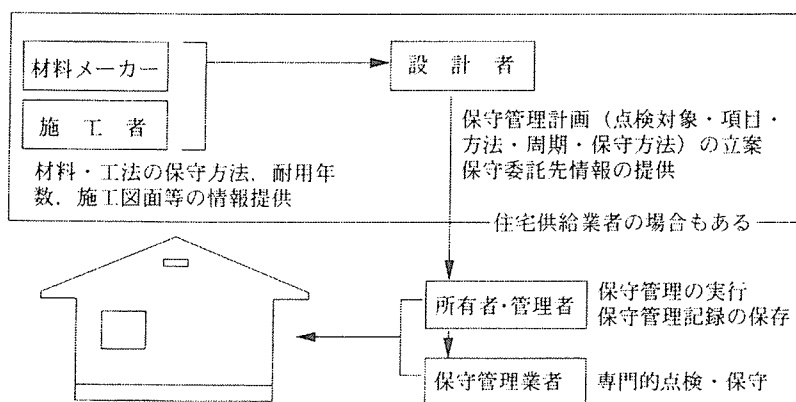 材料メーカー
設計者
施工者
保守管理計画（点検対象・項目・
方法・周期・保守方法）の立案
保守委託先情報の提供
材料・工法の保守方法，耐用年
数，施工図面等の情報提供
住宅供給業者の場合もある
所有者・管理者
保守管理の実行
保守管理記録の保存
保守管理業者
専門的点検・保守